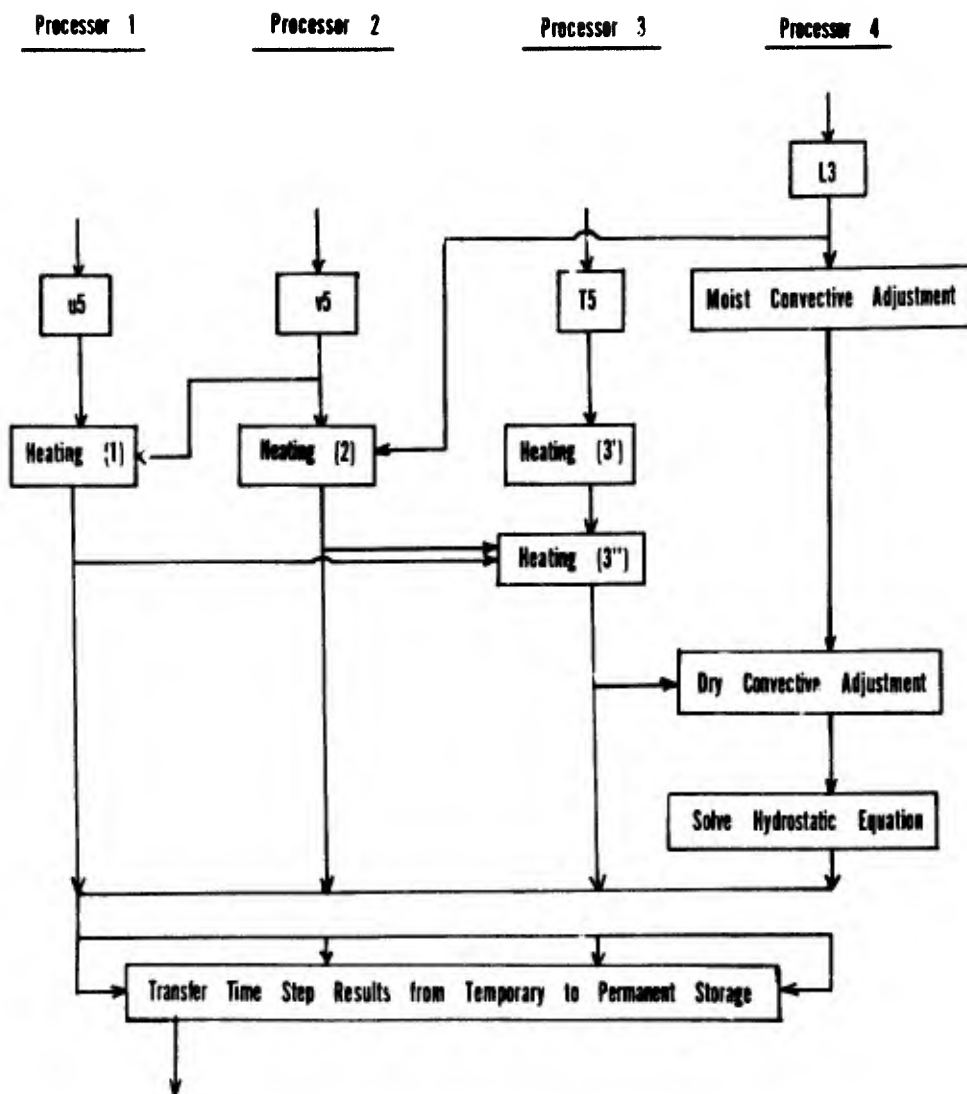 Processor 1 Processor 2 Processor 3 Processor 4
L3
u5 v5 T5 Moist Convective Adjustment
Heating (1) Heating (2) Heating (3')
Heating (3'')
Dry Convective Adjustment
Solve Hydrostatic Equation
Transfer Time Step Results from Temporary to Permanent Storage